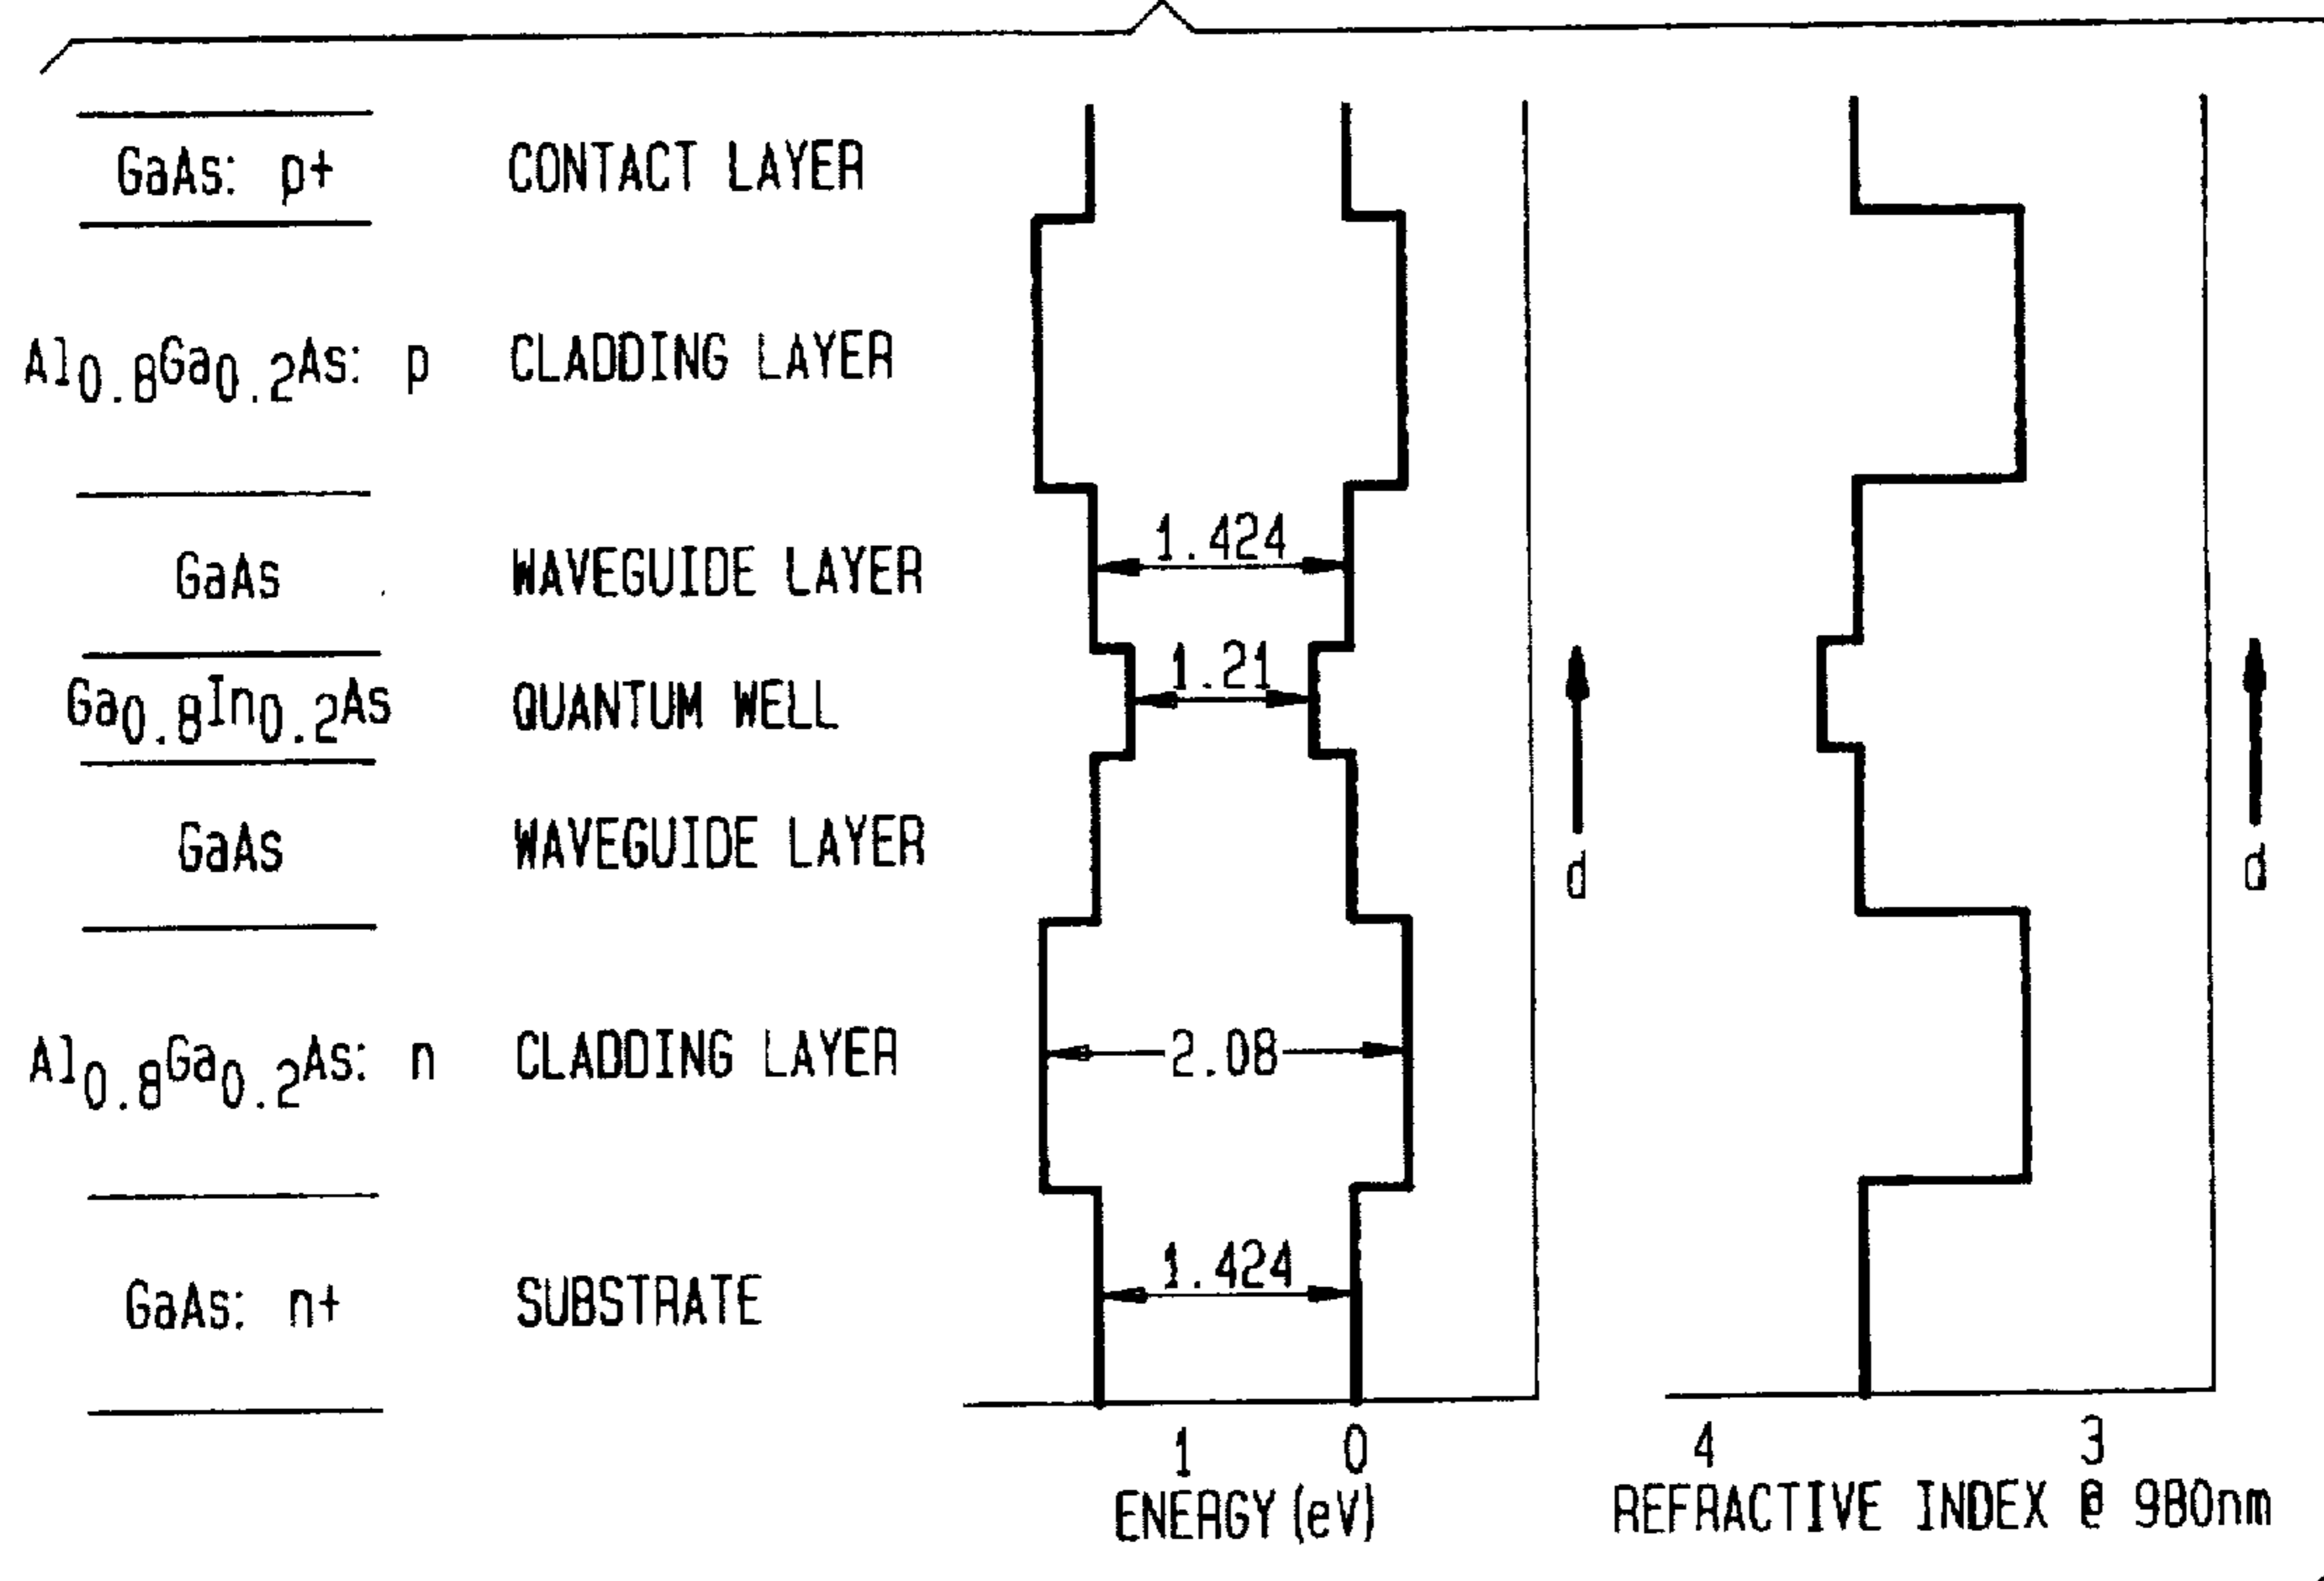 GaAs: p+ CONTACT LAYER
Al0.8Ga0.2As: p CLADDING LAYER
GaAs WAVEGUIDE LAYER 1.424
Ga0.8In0.2As QUANTUM WELL 1.21
GaAs WAVEGUIDE LAYER d d
Al0.8Ga0.2As: n CLADDING LAYER 2.08
GaAs: n+ SUBSTRATE 1.424
1 0 4 3
ENERGY (eV) REFRACTIVE INDEX @ 980nm